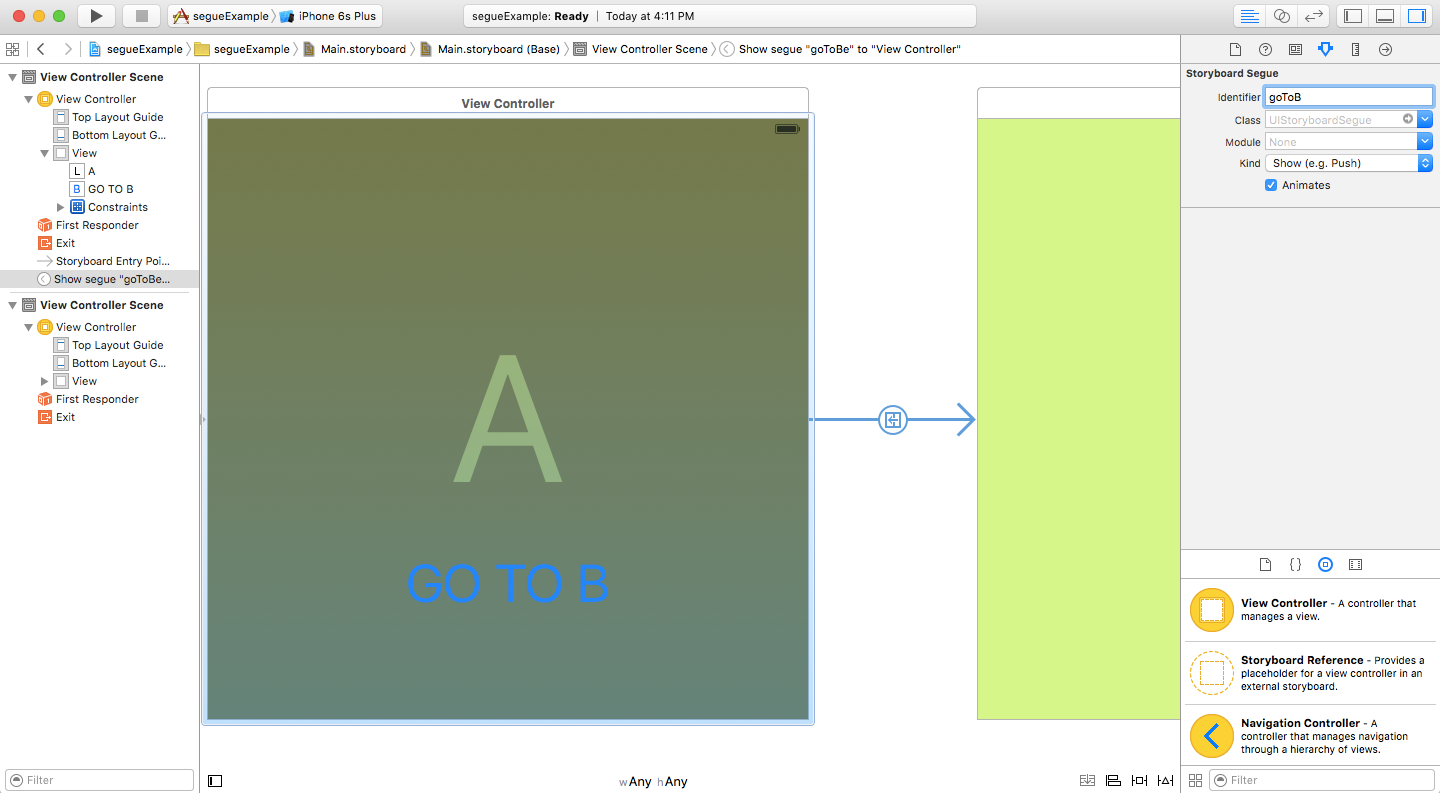 segueExample iPhone 6s Plus
segueExample: Ready | Today at 4:11 PM
segueExample segueExample Main.storyboard Main.storyboard (Base) View Controller Scene Show segue "goToBe" to "View Controller"
View Controller Scene
View Controller
Top Layout Guide
Bottom Layout G...
View
L A
B GO TO B
Constraints
First Responder
Exit
Storyboard Entry Poi...
Show segue "goToBe...
View Controller Scene
View Controller
Top Layout Guide
Bottom Layout G...
View
First Responder
Exit
Filter
View Controller
A
GO TO B
wAny hAny
Storyboard Segue
Identifier goToB
Class UIStoryboardSegue
Module None
Kind Show (e.g. Push)
Animates
{ }
View Controller - A controller that
manages a view.
Storyboard Reference - Provides a
placeholder for a view controller in an
external storyboard.
Navigation Controller - A
controller that manages navigation
through a hierarchy of views.
Filter